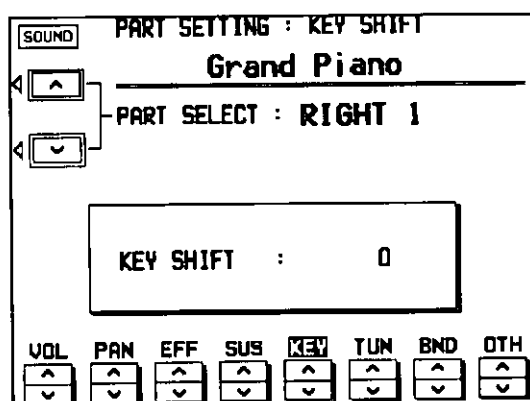 SOUND
PART SETTING : KEY SHIFT
Grand Piano
PART SELECT : RIGHT 1
KEY SHIFT : 0
VOL PAN EFF SUS KEY TUN BND OTH